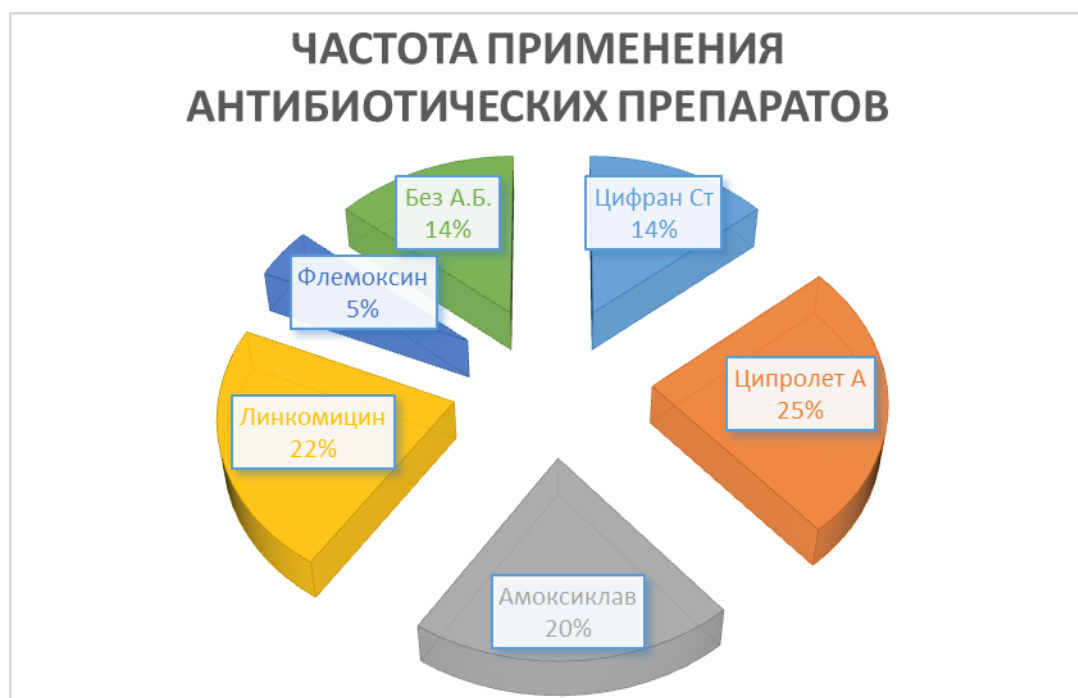 ЧАСТОТА ПРИМЕНЕНИЯ
АНТИБИОТИЧЕСКИХ ПРЕПАРАТОВ
Без А.Б.
14%
Цифран Ст
14%
Флемоксин
5%
Ципролет А
25%
Линкомицин
22%
Амоксиклав
20%